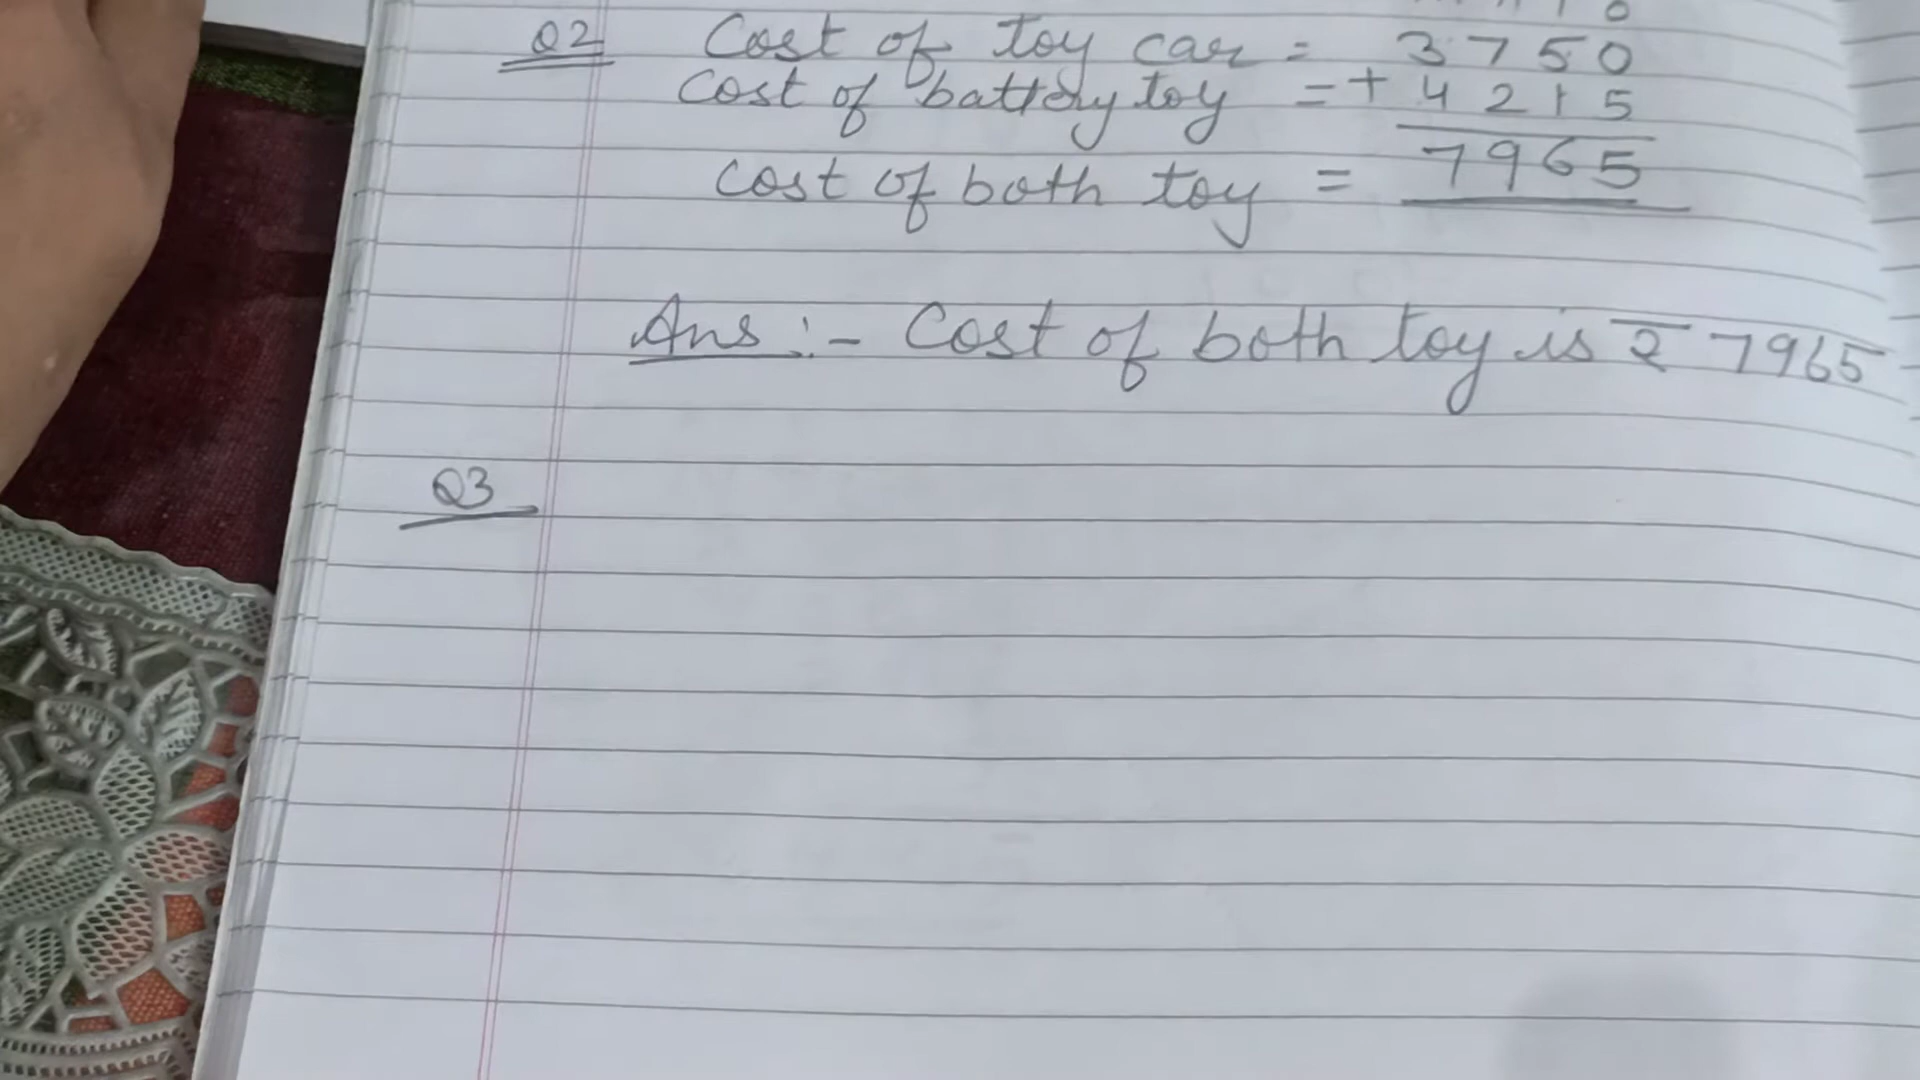 Q2 Cost of toy car = 3750
Cost of battery toy = + 4215
Cost of both toy = 7965
Ans :- Cost of both toy is ₹ 7965
Q3